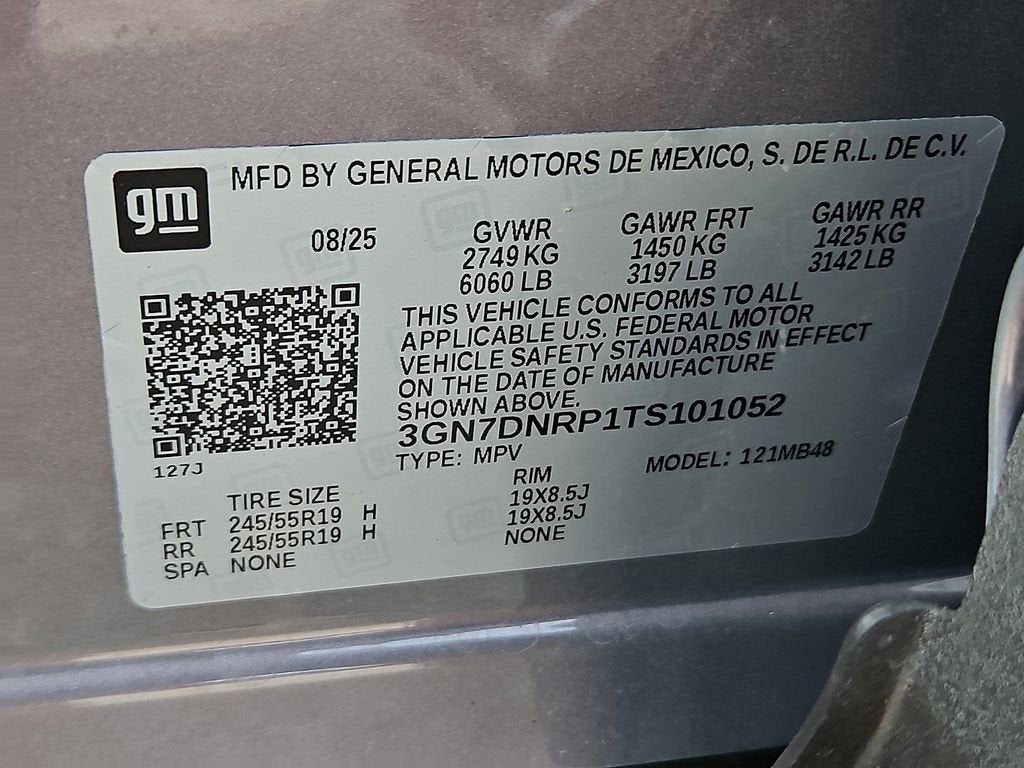 gm
MFD BY GENERAL MOTORS DE MEXICO, S. DE R.L. DE C.V.
08/25
GVWR
2749 KG
6060 LB
GAWR FRT
1450 KG
3197 LB
GAWR RR
1425 KG
3142 LB
THIS VEHICLE CONFORMS TO ALL
APPLICABLE U.S. FEDERAL MOTOR
VEHICLE SAFETY STANDARDS IN EFFECT
ON THE DATE OF MANUFACTURE
SHOWN ABOVE.
3GN7DNRP1TS101052
127J
TYPE: MPV MODEL: 121MB48
TIRE SIZE RIM
FRT 245/55R19 H 19X8.5J
RR 245/55R19 H 19X8.5J
SPA NONE NONE